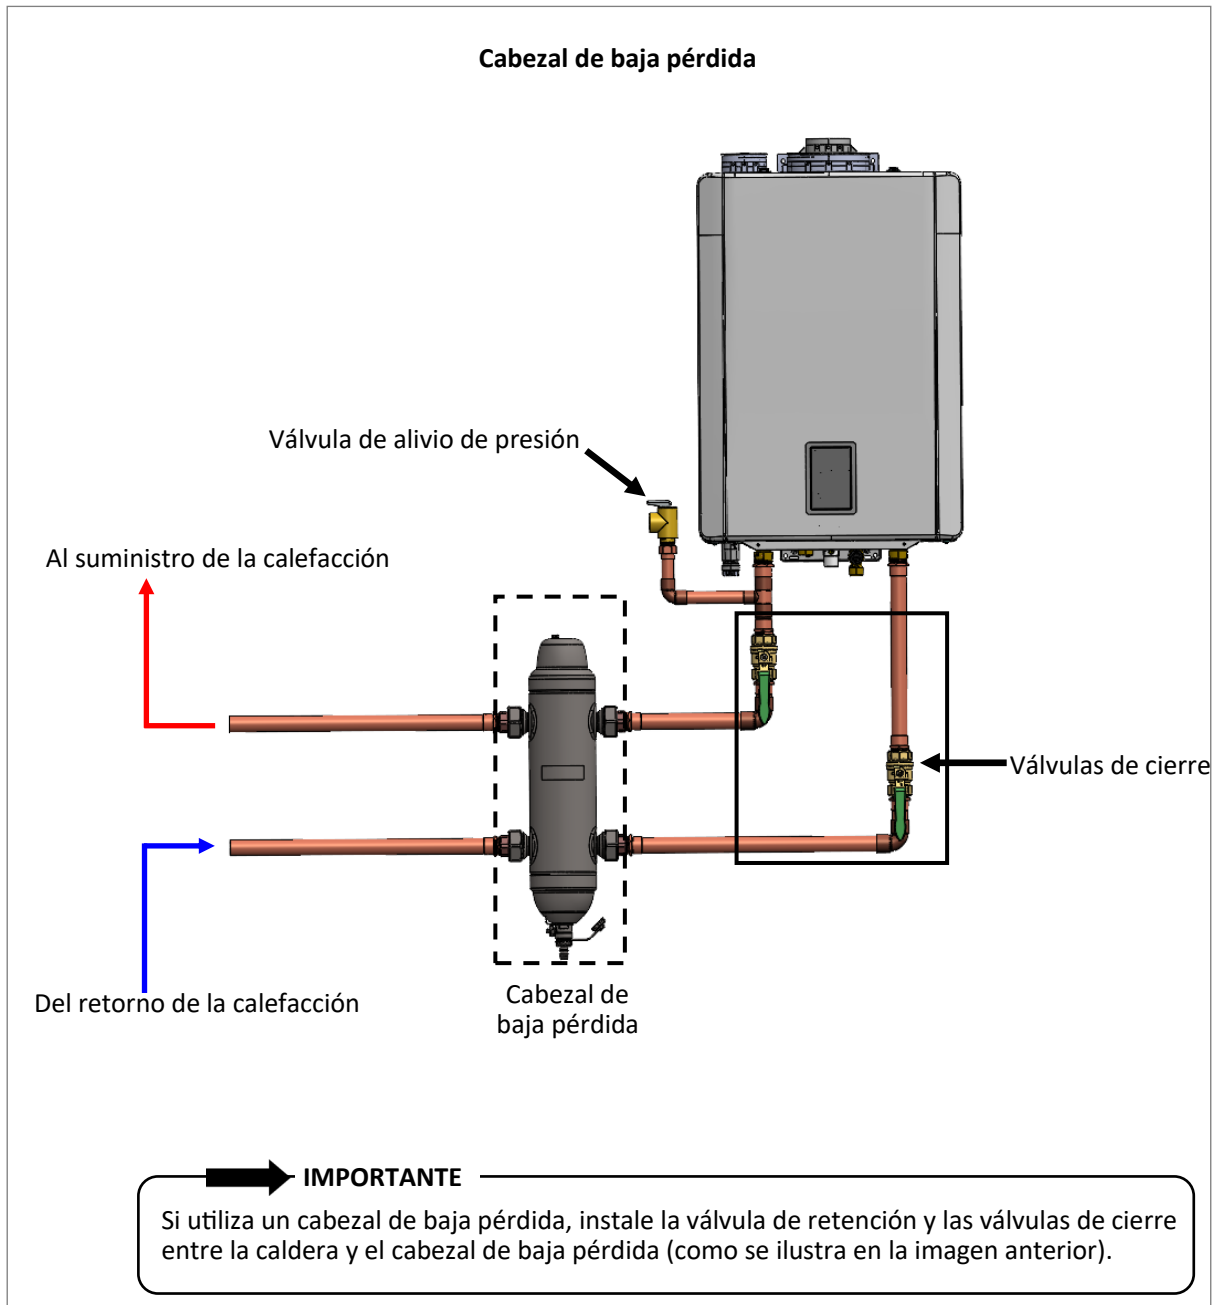 Cabezal de baja pérdida
Válvula de alivio de presión
Al suministro de la calefacción
Válvulas de cierre
Del retorno de la calefacción
Cabezal de
baja pérdida
IMPORTANTE
Si utiliza un cabezal de baja pérdida, instale la válvula de retención y las válvulas de cierre
entre la caldera y el cabezal de baja pérdida (como se ilustra en la imagen anterior).